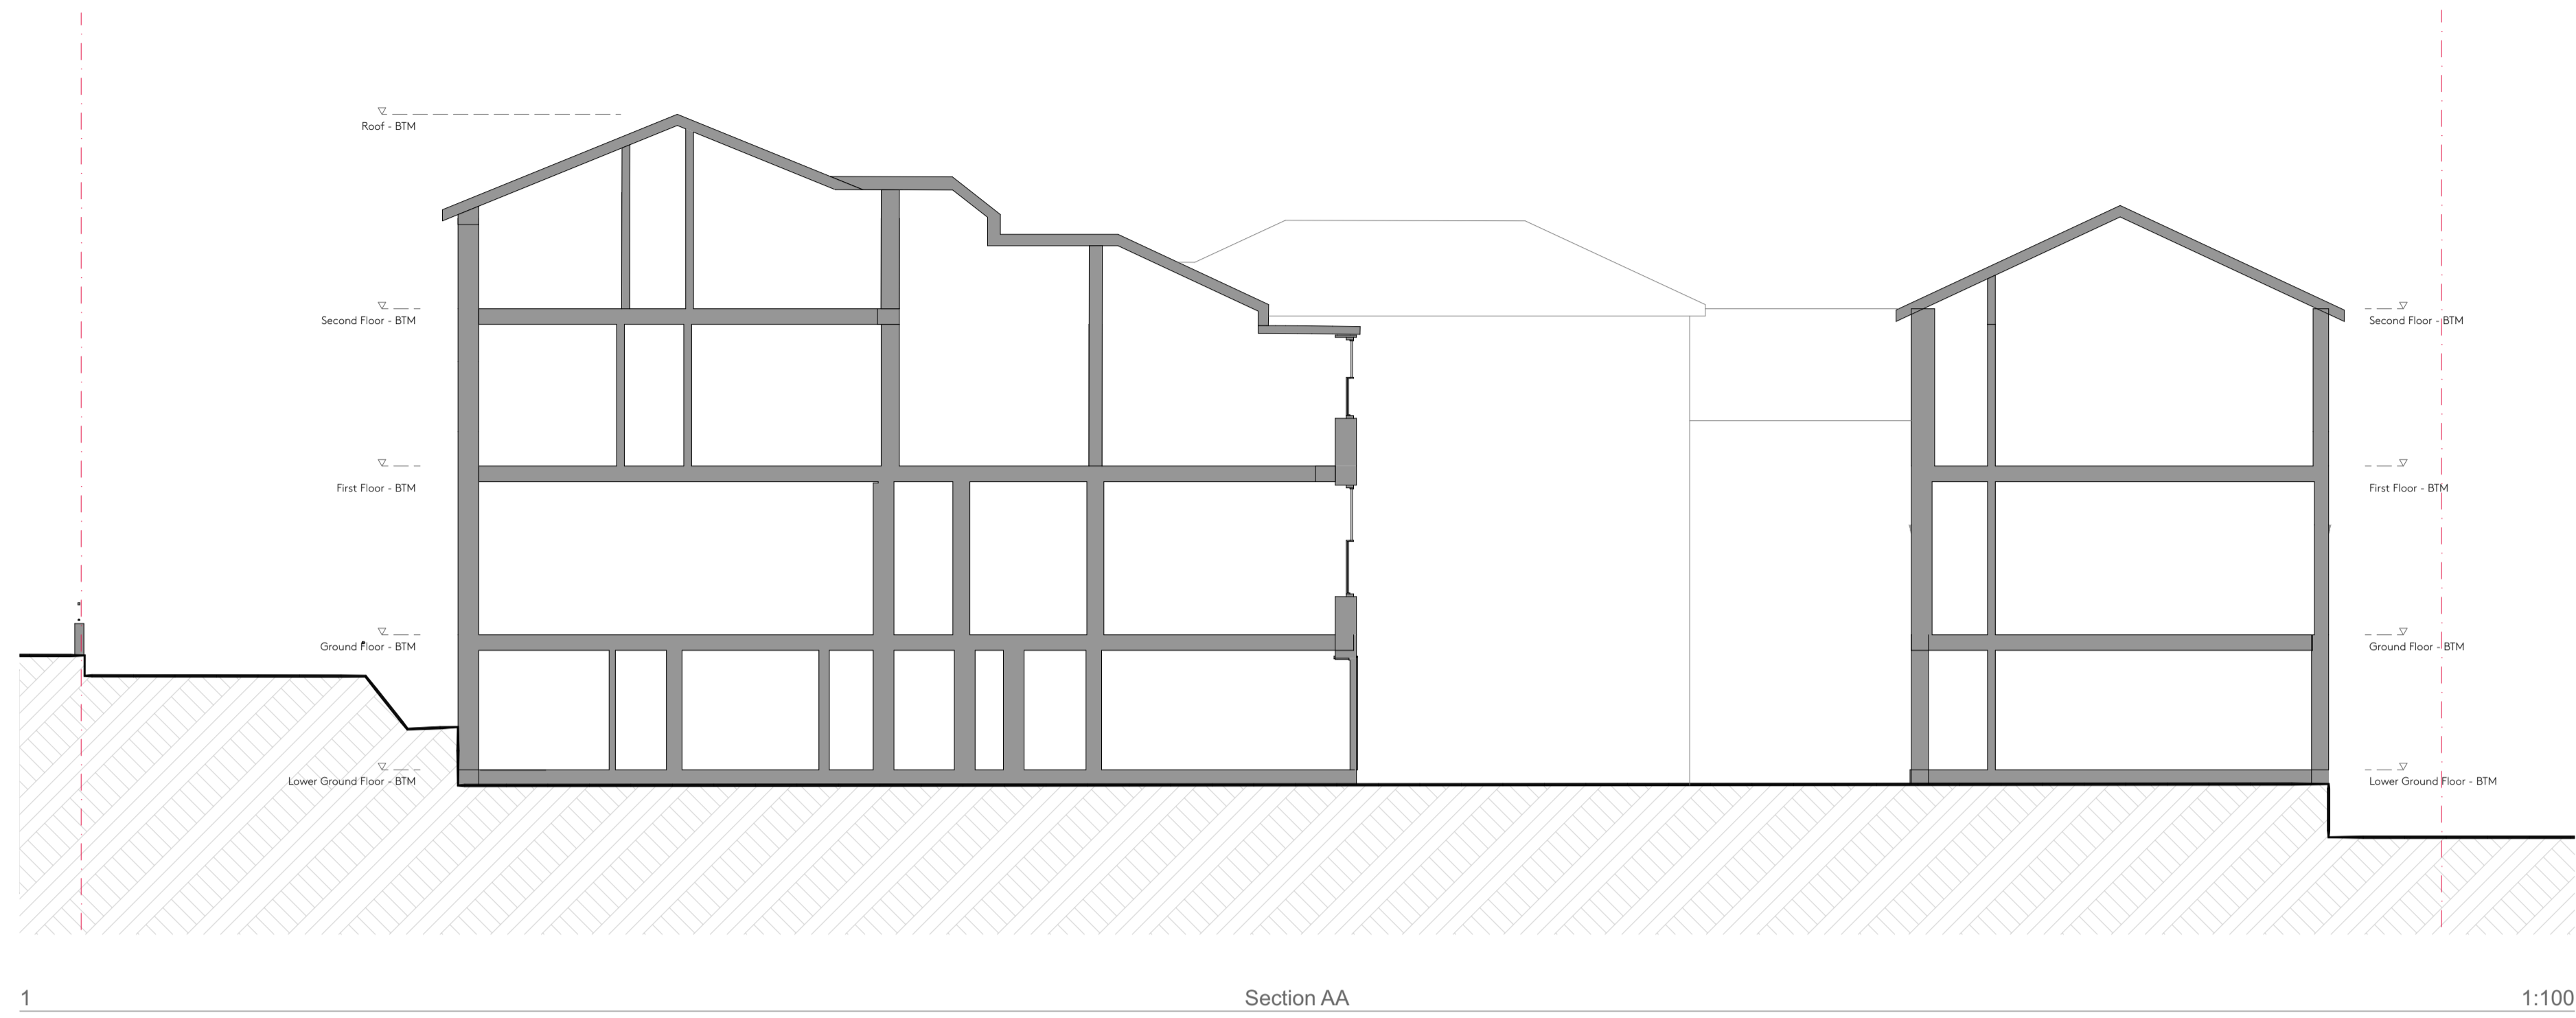 Roof - BTM
Second Floor - BTM
Second Floor - BTM
First Floor - BTM
First Floor - BTM
Ground Floor - BTM
Ground Floor - BTM
Lower Ground Floor - BTM
Lower Ground Floor - BTM
1
Section AA
1:100